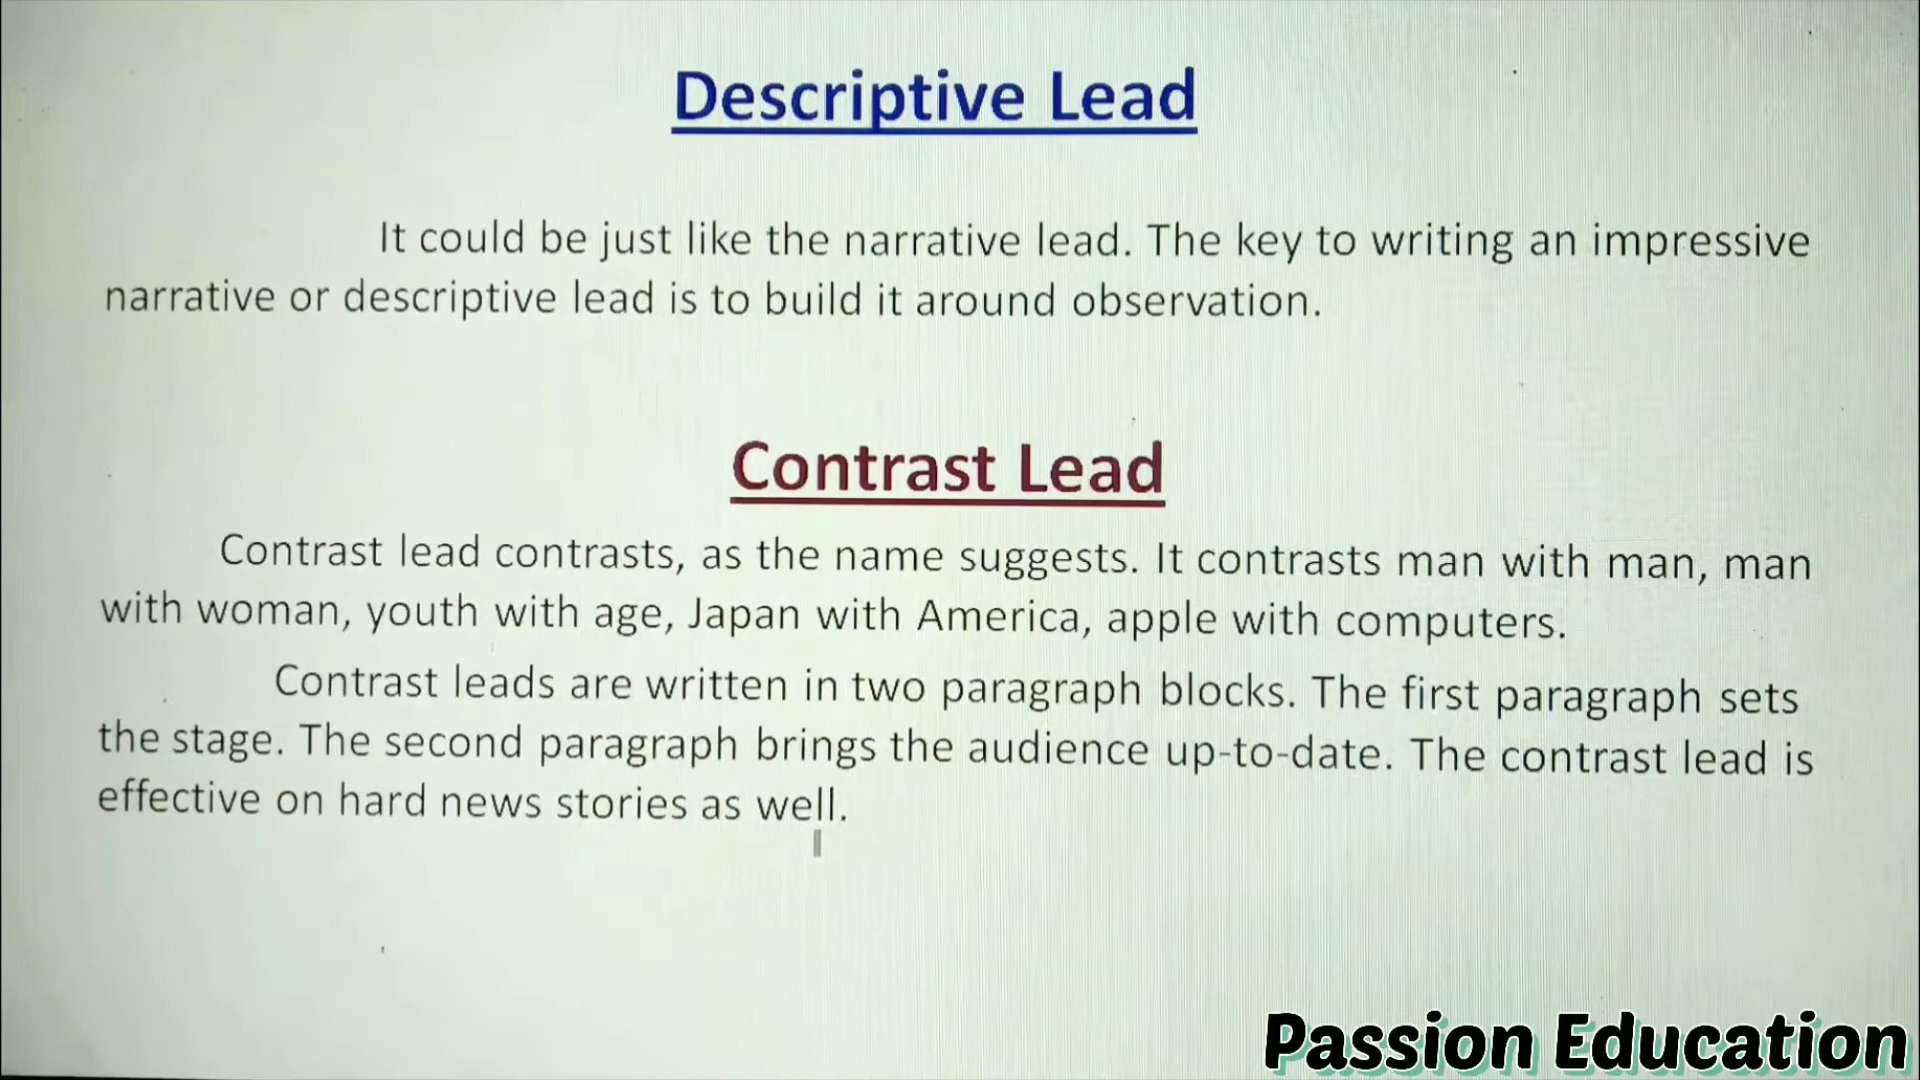 Descriptive Lead
It could be just like the narrative lead. The key to writing an impressive
narrative or descriptive lead is to build it around observation.
Contrast Lead
Contrast lead contrasts, as the name suggests. It contrasts man with man, man
with woman, youth with age, Japan with America, apple with computers.
Contrast leads are written in two paragraph blocks. The first paragraph sets
the stage. The second paragraph brings the audience up-to-date. The contrast lead is
effective on hard news stories as well.
Passion Education